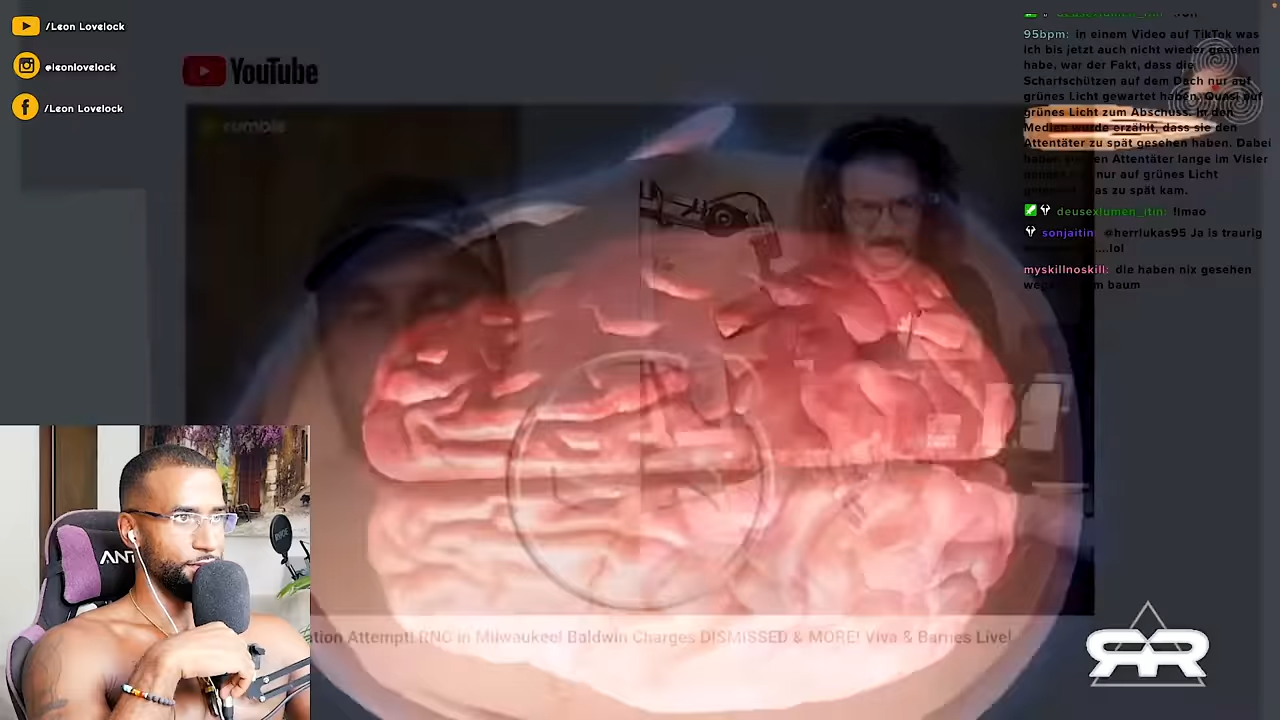 /Leon Lovelock
@leonlovelock
/Leon Lovelock
YouTube
rumble
95bpm: in einem Video auf TikTok was
ich bis jetzt auch nicht wieder gesehen
habe, war der Fakt, dass die
Scharfschützen auf dem Dach nur auf
grünes Licht gewartet haben. Quasi auf
grünes Licht zum Abschuss. In den
Medien wurde erzählt, dass sie den
Attentäter zu spät gesehen haben. Dabei
haben den Attentäter lange im Visier
nur auf grünes Licht
as zu spät kam.
deusexlumen_itin: !lmao
sonjaitin: @herrlukas95 Ja is traurig
....lol
myskillnoskill: die haben nix gesehen
m baum
ANT
RODE
ation Attempt! RNC in Milwaukee! Baldwin Charges DISMISSED & MORE! Viva & Barnes Live!
RR